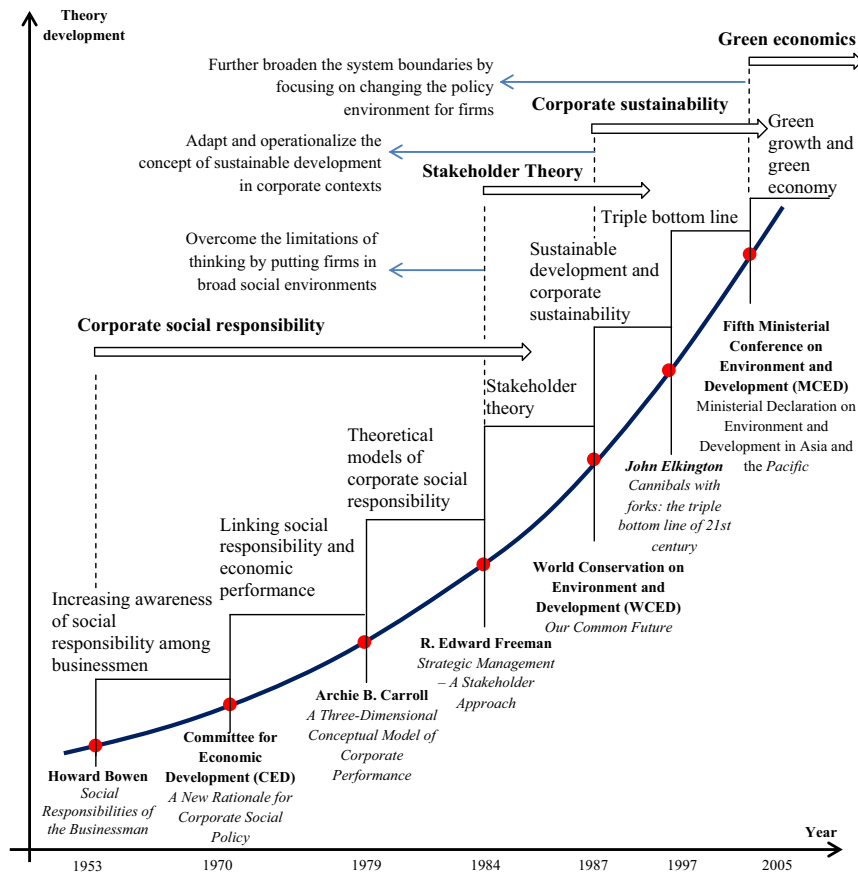 Theory
development
Green economics
Further broaden the system boundaries by
focusing on changing the policy
environment for firms
Corporate sustainability
Green
growth and
green
economy
Adapt and operationalize the
concept of sustainable development
in corporate contexts
Stakeholder Theory
Triple bottom line
Overcome the limitations of
thinking by putting firms in
broad social environments
Sustainable
development and
corporate
sustainability
Corporate social responsibility
Stakeholder
theory
Theoretical
models of
corporate social
responsibility
Linking social
responsibility and
economic
performance
Increasing awareness
of social
responsibility among
businessmen
Howard Bowen
Social
Responsibilities of
the Businessman
Committee for
Economic
Development (CED)
A New Rationale for
Corporate Social
Policy
Archie B. Carroll
A Three-Dimensional
Conceptual Model of
Corporate
Performance
R. Edward Freeman
Strategic Management
– A Stakeholder
Approach
World Conservation on
Environment and
Development (WCED)
Our Common Future
John Elkington
Cannibals with
forks: the triple
bottom line of 21st
century
Fifth Ministerial
Conference on
Environment and
Development (MCED)
Ministerial Declaration on
Environment and
Development in Asia and
the Pacific
Year
1953
1970
1979
1984
1987
1997
2005